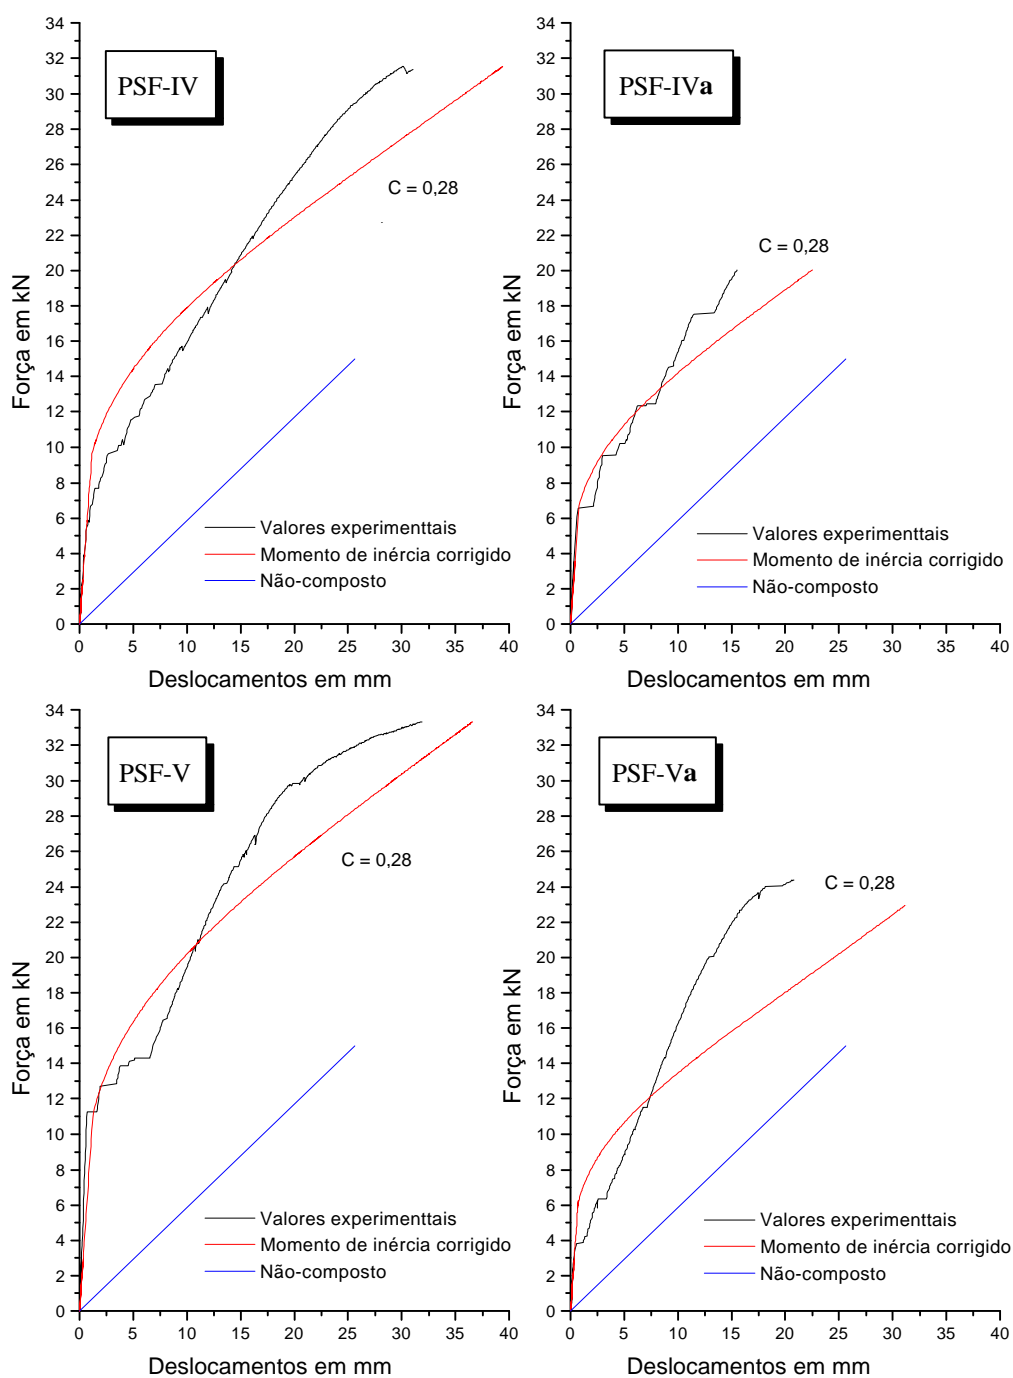 PSF-IV
34
32
30
28
26
24
22
20
18
16
14
12
10
8
6
4
2
0
Força em kN
C = 0,28
Valores experimenttais
Momento de inércia corrigido
Não-composto
0 5 10 15 20 25 30 35 40
Deslocamentos em mm
PSF-IVa
34
32
30
28
26
24
22
20
18
16
14
12
10
8
6
4
2
0
Força em kN
C = 0,28
Valores experimenttais
Momento de inércia corrigido
Não-composto
0 5 10 15 20 25 30 35 40
Deslocamentos em mm
PSF-V
34
32
30
28
26
24
22
20
18
16
14
12
10
8
6
4
2
0
Força em kN
C = 0,28
Valores experimenttais
Momento de inércia corrigido
Não-composto
0 5 10 15 20 25 30 35 40
Deslocamentos em mm
PSF-Va
34
32
30
28
26
24
22
20
18
16
14
12
10
8
6
4
2
0
Força em kN
C = 0,28
Valores experimenttais
Momento de inércia corrigido
Não-composto
0 5 10 15 20 25 30 35 40
Deslocamentos em mm